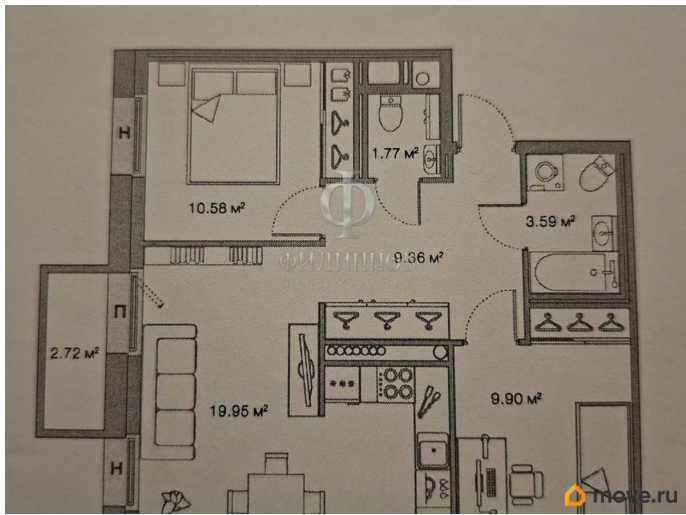 Н
1.77 м²
10.58 м²
3.59 м²
9.36 м²
ФИЛИППОВ
П
2.72 м²
19.95 м²
9.90 м²
Н
move.ru